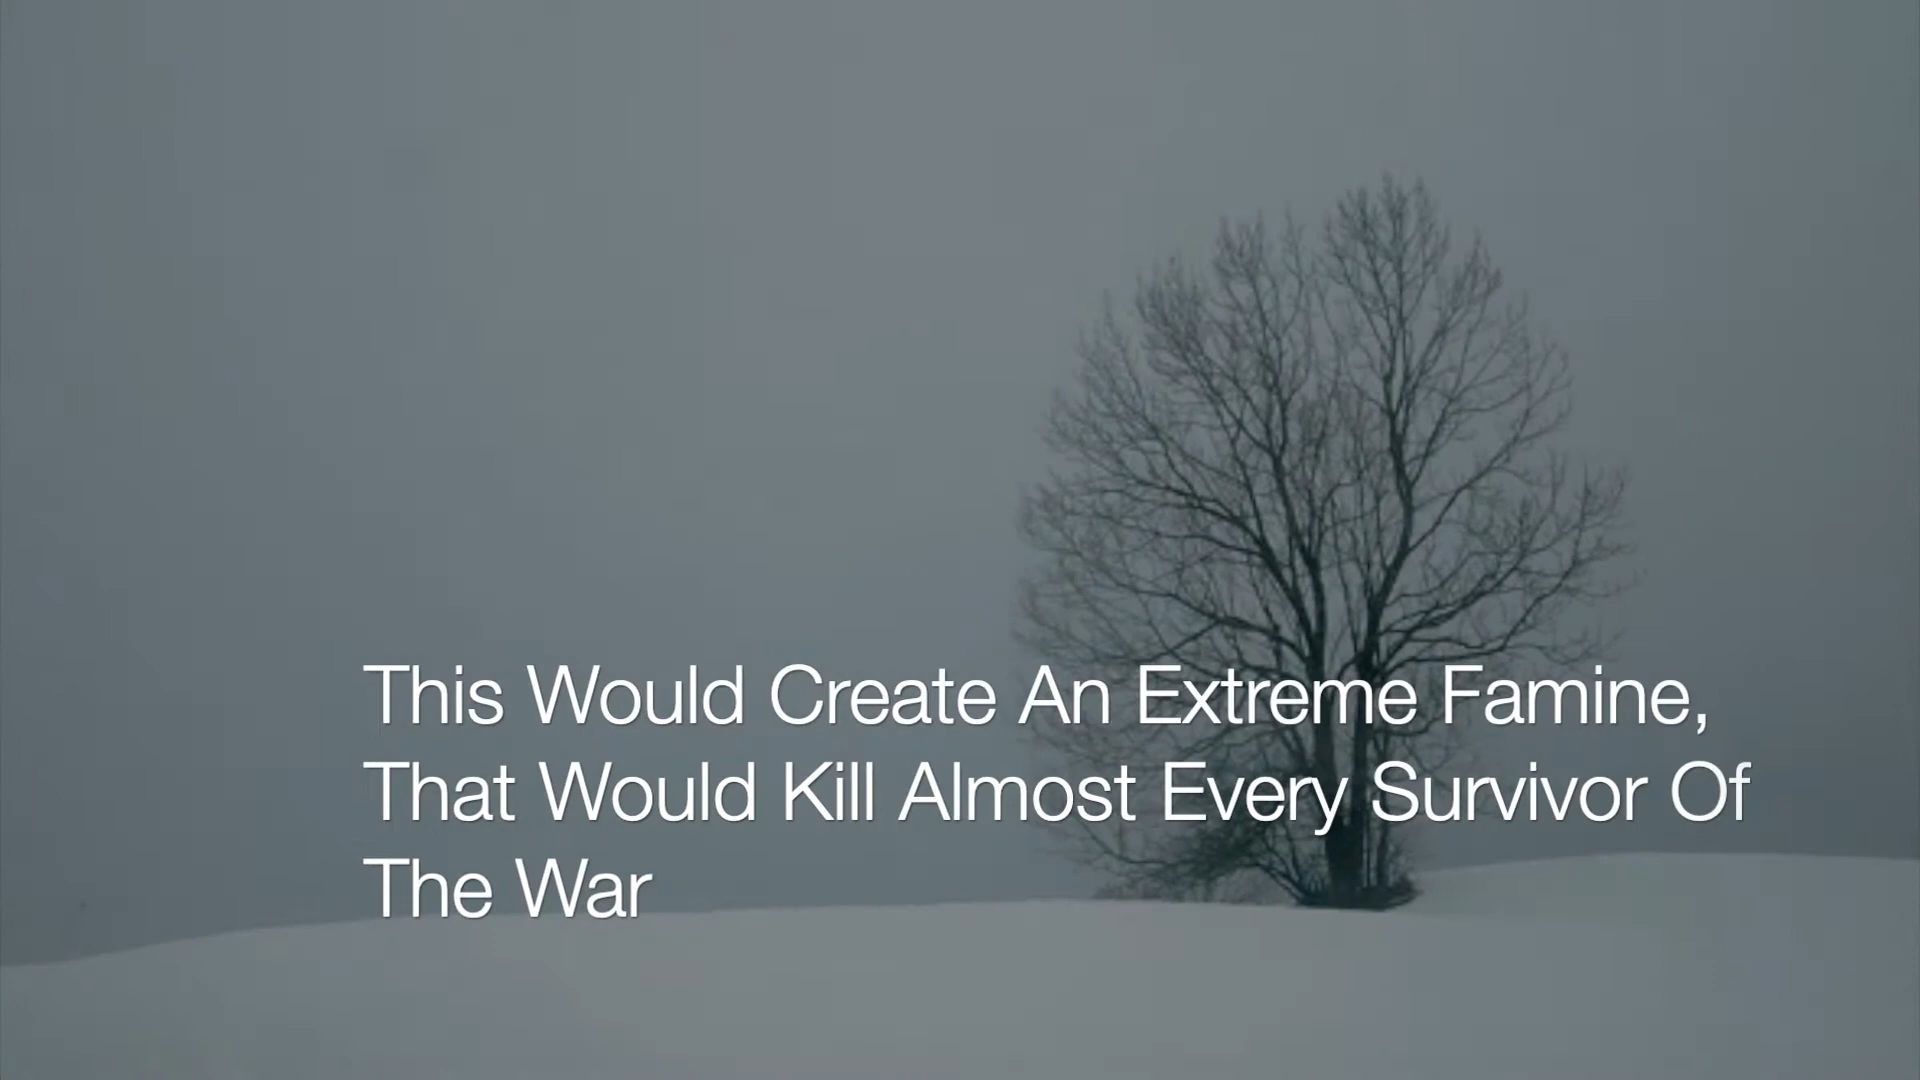 This Would Create An Extreme Famine,
That Would Kill Almost Every Survivor Of
The War